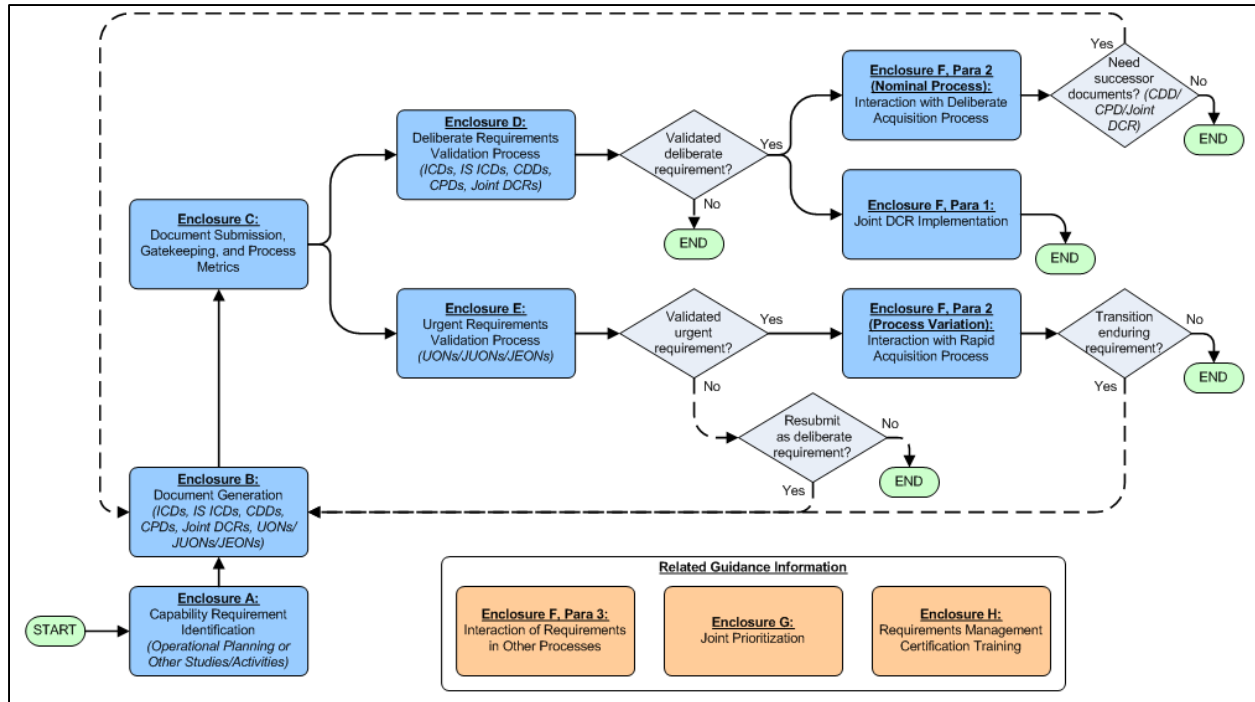 Yes
Need
successor
documents? (CDD/
CPD/Joint
DCR)
No
END
Enclosure F, Para 2
(Nominal Process):
Interaction with Deliberate
Acquisition Process
Enclosure D:
Deliberate Requirements
Validation Process
(ICDs, IS ICDs, CDDs,
CPDs, Joint DCRs)
Validated
deliberate
requirement?
Yes
No
END
Enclosure F, Para 1:
Joint DCR Implementation
END
Enclosure C:
Document Submission,
Gatekeeping, and Process
Metrics
Enclosure E:
Urgent Requirements
Validation Process
(UONs/JUONs/JEONs)
Validated
urgent
requirement?
Yes
No
Enclosure F, Para 2
(Process Variation):
Interaction with Rapid
Acquisition Process
Transition
enduring
requirement?
No
END
Yes
Resubmit
as deliberate
requirement?
No
END
Yes
Enclosure B:
Document Generation
(ICDs, IS ICDs, CDDs,
CPDs, Joint DCRs, UONs/
JUONs/JEONs)
START
Enclosure A:
Capability Requirement
Identification
(Operational Planning or
Other Studies/Activities)
Related Guidance Information
Enclosure F, Para 3:
Interaction of Requirements
in Other Processes
Enclosure G:
Joint Prioritization
Enclosure H:
Requirements Management
Certification Training